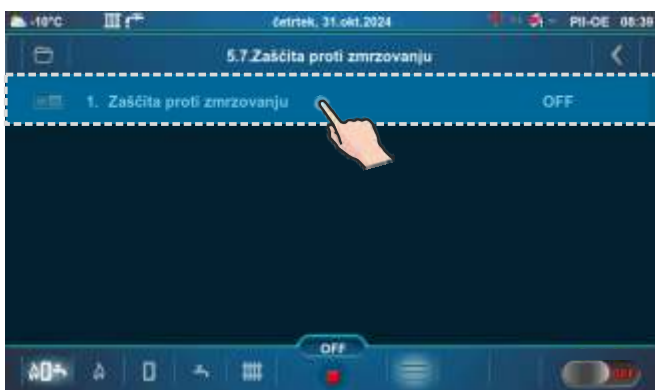 -10°C četrtek, 31.okt.2024 PII-OE 08:39
5.7.Zaščita proti zmrzovanju
1. Zaščita proti zmrzovanju OFF
OFF
OFF